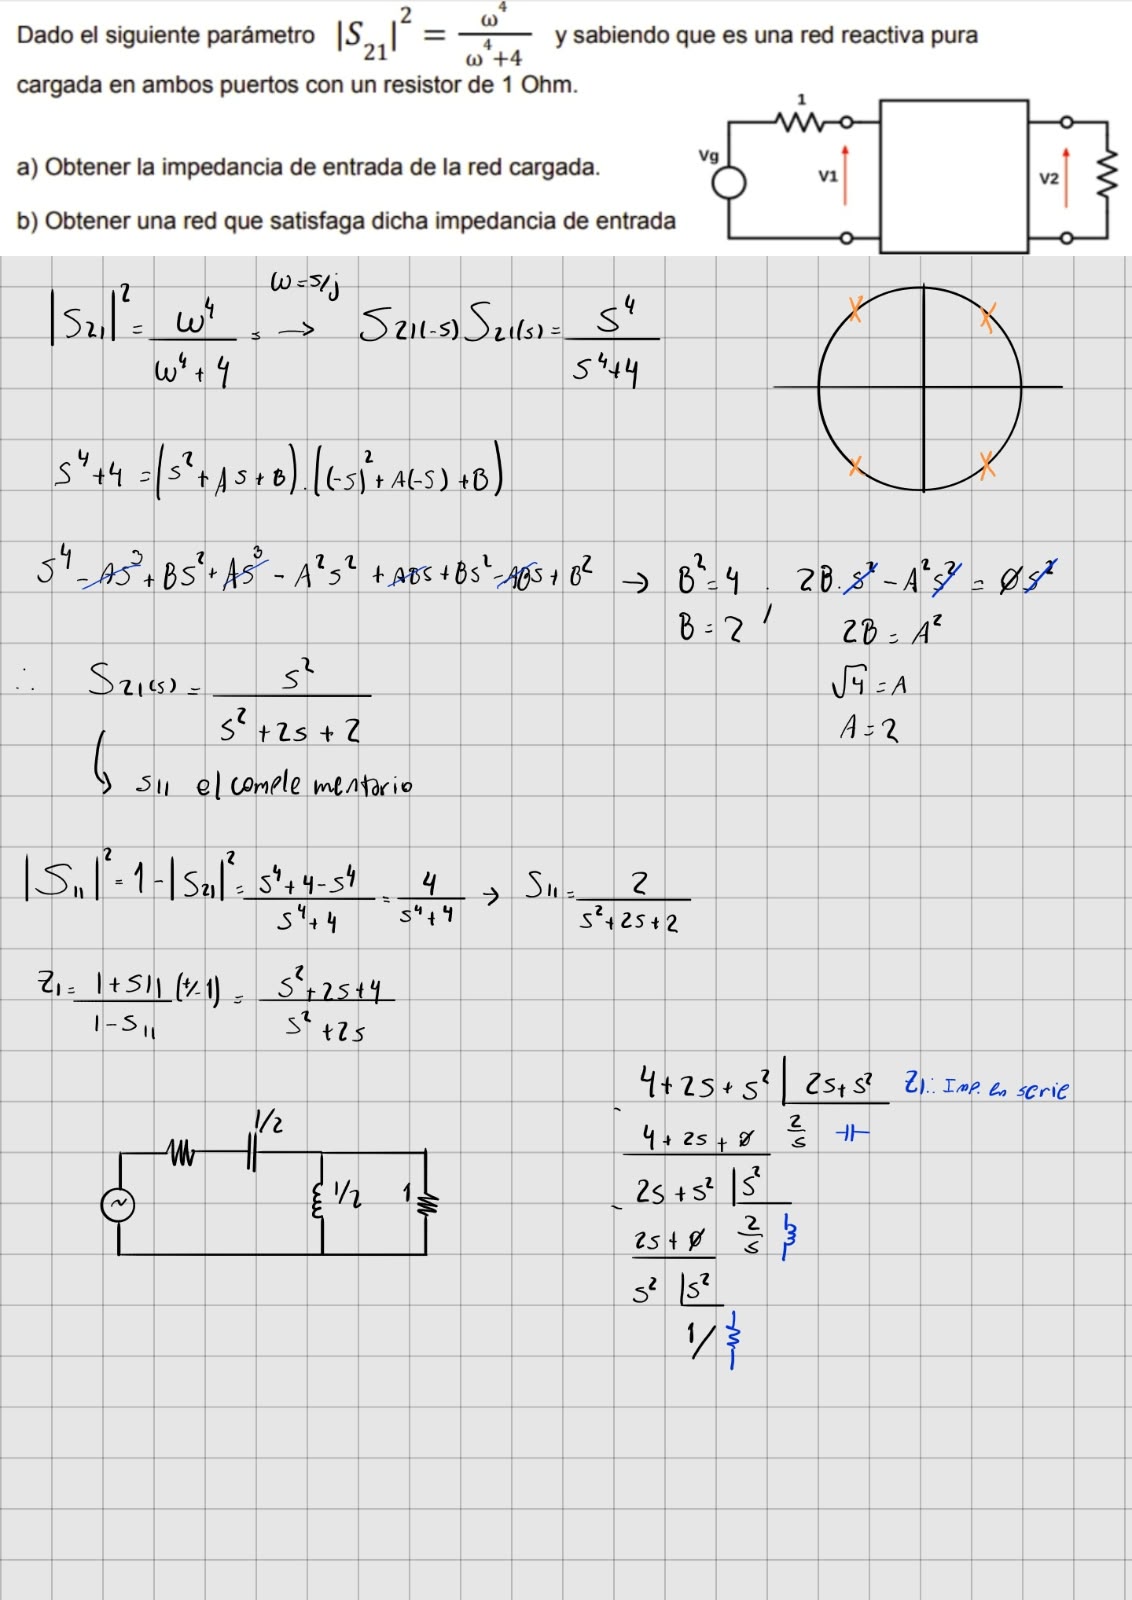 Dado el siguiente parámetro |S₂₁|² = ω⁴/(ω⁴+4) y sabiendo que es una red reactiva pura
cargada en ambos puertos con un resistor de 1 Ohm.
a) Obtener la impedancia de entrada de la red cargada.
b) Obtener una red que satisfaga dicha impedancia de entrada
1
Vg
V1
V2
ω=s/j
|S₂₁|² = ω⁴/(ω⁴+4) → S₂₁(-s) S₂₁(s) = s⁴/(s⁴+4)
s⁴+4 = (s²+As+B).((-s)²+A(-s)+B)
s⁴ - As³ + Bs² + As³ - A²s² + ABs + Bs² - ABs + B² → B²=4 , 2B.s² - A²s² = 0s²
B=2
2B=A²
√4=A
A=2
∴ S₂₁(s) = s²/(s²+2s+2)
↳ S11 el complementario
|S₁₁|² = 1-|S₂₁|² = (s⁴+4-s⁴)/(s⁴+4) = 4/(s⁴+4) → S₁₁ = 2/(s²+2s+2)
Z₁ = (1+S11)/(1-S₁₁) (+/-1) = (s²+2s+4)/(s²+2s)
4+2s+s² | 2s+s² Z1: Imp. en serie
- 4+2s+0 2/s
2s+s² | s²
- 2s+0 2/s
s² | s²
1/
1/2
~
1/2
1